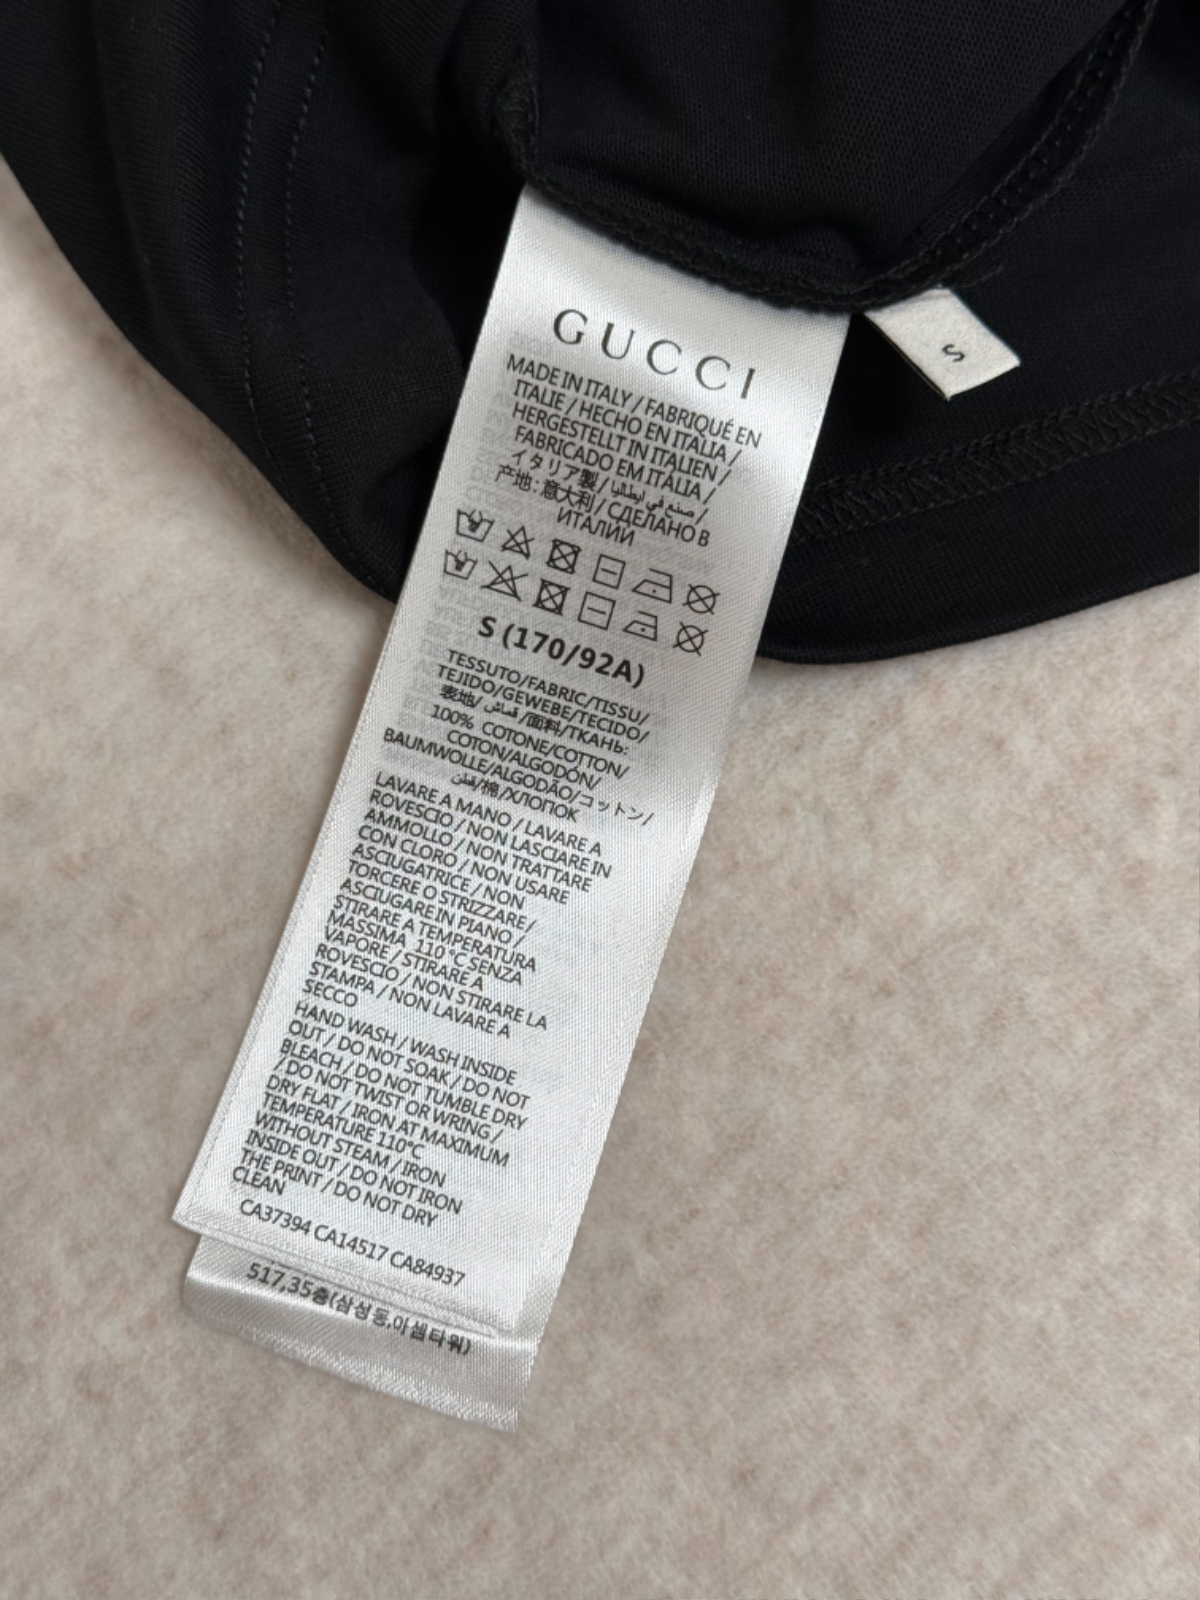 GUCCI
MADE IN ITALY / FABRIQUÉ EN
ITALIE / HECHO EN ITALIA /
HERGESTELLT IN ITALIEN /
FABRICADO EM ITÁLIA /
イタリア製 / صنع في إيطاليا /
产地: 意大利 / СДЕЛАНО В
ИТАЛИИ
S
S (170/92A)
TESSUTO/FABRIC/TISSU/
TEJIDO/GEWEBE/TECIDO/
表地/ قماش /面料/ТКАНЬ:
100% COTONE/COTTON/
COTON/ALGODÓN/
BAUMWOLLE/ALGODÃO/コットン/
قطن/棉/ХЛОПОК
LAVARE A MANO / LAVARE A
ROVESCIO / NON LASCIARE IN
AMMOLLO / NON TRATTARE
CON CLORO / NON USARE
ASCIUGATRICE / NON
TORCERE O STRIZZARE /
ASCIUGARE IN PIANO /
STIRARE A TEMPERATURA
MASSIMA 110 °C SENZA
VAPORE / STIRARE A
ROVESCIO / NON STIRARE LA
STAMPA / NON LAVARE A
SECCO
HAND WASH / WASH INSIDE
OUT / DO NOT SOAK / DO NOT
BLEACH / DO NOT TUMBLE DRY
/ DO NOT TWIST OR WRING /
DRY FLAT / IRON AT MAXIMUM
TEMPERATURE 110°C
WITHOUT STEAM / IRON
INSIDE OUT / DO NOT IRON
THE PRINT / DO NOT DRY
CLEAN
CA37394 CA14517 CA84937
517,35층(삼성동,아셈타워)